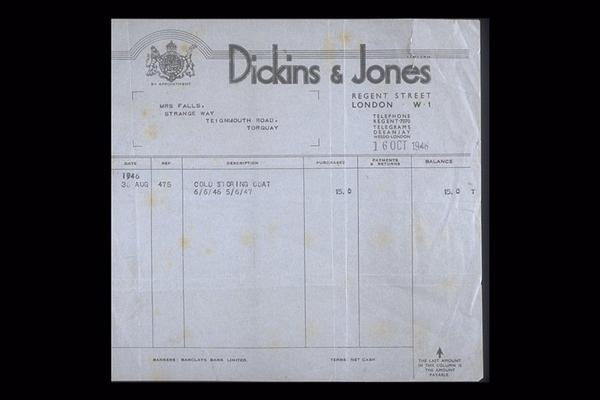 BY APPOINTMENT
Dickins & Jones
REGENT STREET
LONDON · W·1
MRS FALLS,
STRANGE WAY
TEIGNMOUTH ROAD,
TORQUAY
TELEPHONE
REGENT·7070
TELEGRAMS
DEEANJAY
WESDO·LONDON
16 OCT 1946
DATE REF. DESCRIPTION PURCHASES PAYMENTS & RETURNS BALANCE
1946
30 AUG 475 COLD STORING COAT 15. 0 15. 0 T
6/6/46 5/6/47
BANKERS: BARCLAYS BANK LIMITED. TERMS: NET CASH
THE LAST AMOUNT
IN THIS COLUMN IS
THE AMOUNT
PAYABLE